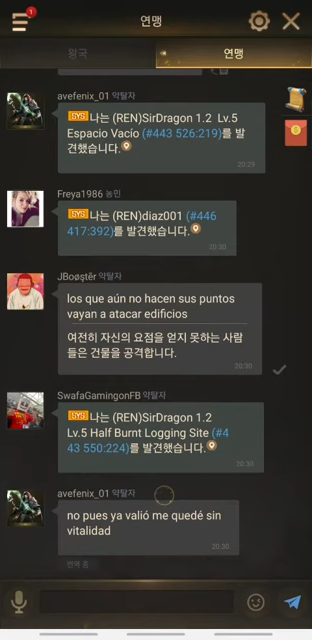 1
연맹
왕국
연맹
avefenix_01 약탈자
SYS 나는 (REN)SirDragon 1.2 Lv.5
Espacio Vacío (#443 526:219)를 발
견했습니다.
20:29
Freya1986 농민
SYS 나는 (REN)diaz001 (#446
417:392)를 발견했습니다.
20:30
JBoøştěr 약탈자
los que aún no hacen sus puntos
vayan a atacar edificios
여전히 자신의 요점을 얻지 못하는 사람
들은 건물을 공격합니다.
20:30
SwafaGamingonFB 약탈자
SYS 나는 (REN)SirDragon 1.2
Lv.5 Half Burnt Logging Site (#4
43 550:224)를 발견했습니다.
20:30
avefenix_01 약탈자
no pues ya valió me quedé sin
vitalidad
20:30